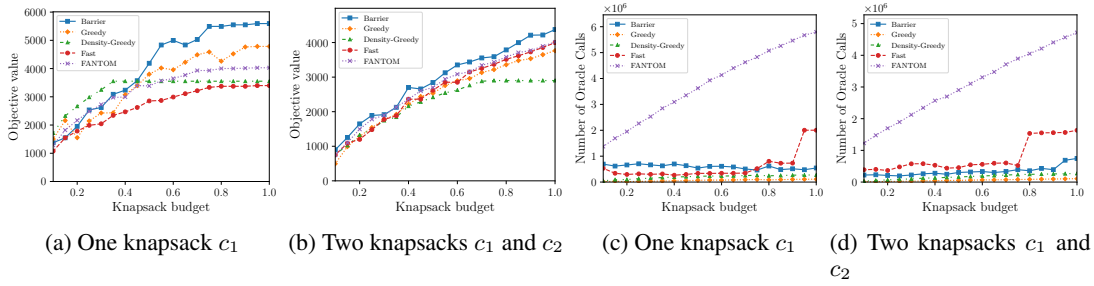 6000
5000
4000
3000
2000
1000
0
Objective value
Barrier
Greedy
Density-Greedy
Fast
FANTOM
0.2 0.4 0.6 0.8 1.0
Knapsack budget
(a) One knapsack c1
4000
3000
2000
1000
0
Objective value
Barrier
Greedy
Density-Greedy
Fast
FANTOM
0.2 0.4 0.6 0.8 1.0
Knapsack budget
(b) Two knapsacks c1 and c2
×10^6
6
5
4
3
2
1
0
Number of Oracle Calls
Barrier
Greedy
Density-Greedy
Fast
FANTOM
0.2 0.4 0.6 0.8 1.0
Knapsack budget
(c) One knapsack c1
×10^6
5
4
3
2
1
0
Number of Oracle Calls
Barrier
Greedy
Density-Greedy
Fast
FANTOM
0.2 0.4 0.6 0.8 1.0
Knapsack budget
(d) Two knapsacks c1 and
c2